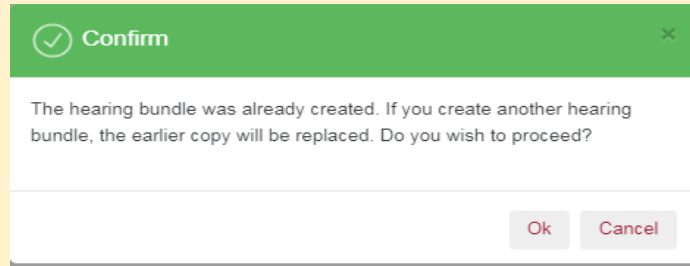 Confirm ×
The hearing bundle was already created. If you create another hearing
bundle, the earlier copy will be replaced. Do you wish to proceed?
Ok Cancel